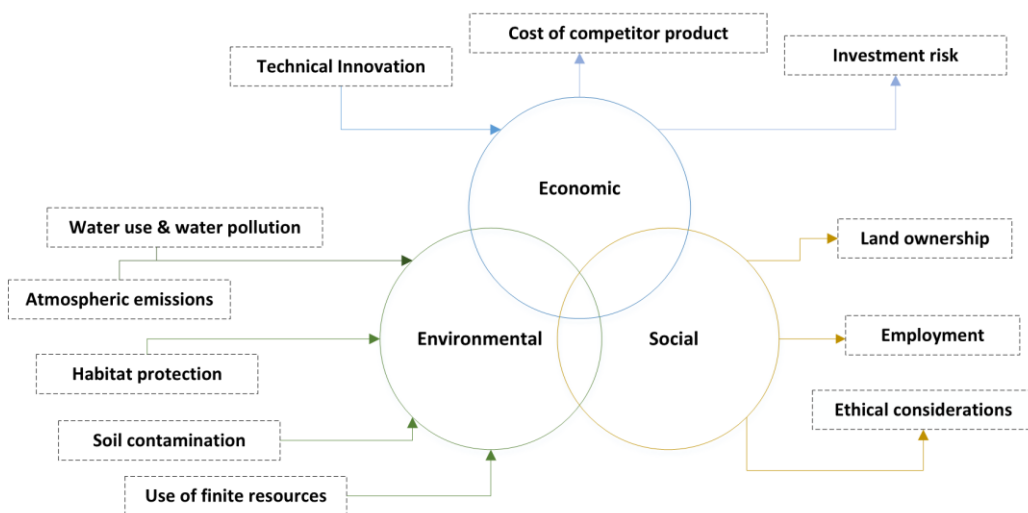 Cost of competitor product
Technical Innovation
Investment risk
Economic
Water use & water pollution
Land ownership
Atmospheric emissions
Environmental
Social
Employment
Habitat protection
Ethical considerations
Soil contamination
Use of finite resources